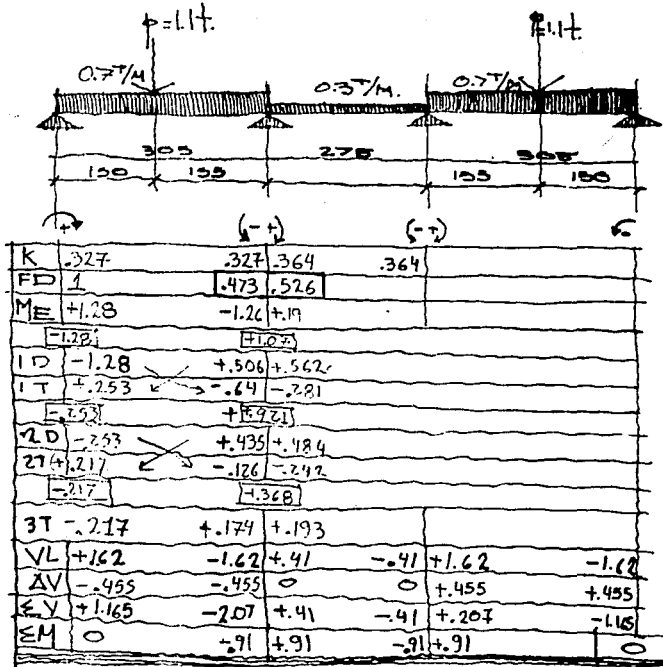 P=1.1t. P=1.1t.
0.7 T/M 0.3 T/M. 0.7 T/M
305 275 305
150 155 155 150
+ (- +) (- +) -
K .327 .327 .364 .364
FD 1 .473 .526
ME +1.28 -1.26 +.19
-1.28 +1.07
1D -1.28 +.506 +.562
1T +.253 -.64 -.281
-.253 +.921
2D -.253 +.435 +.484
2T (+).217 -.126 -.242
-.217 +.368
3T -.217 +.174 +.193
VL +1.62 -1.62 +.41 -.41 +1.62 -1.62
ΔV -.455 -.455 0 0 +.455 +.455
ΣV +1.165 -2.07 +.41 -.41 +.207 -1.165
ΣM 0 -.91 +.91 -.91 +.91 0